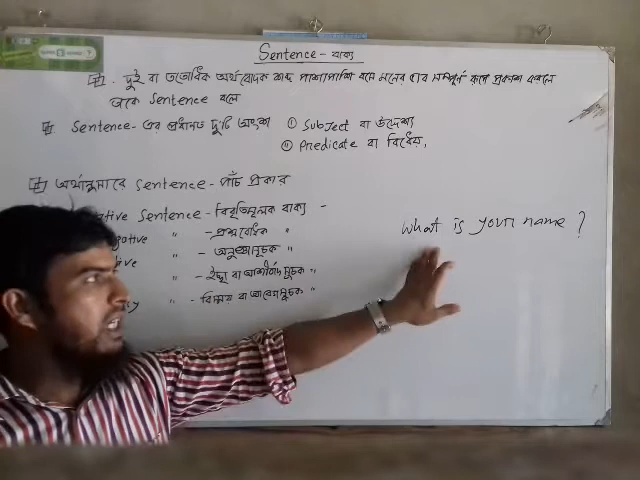 Sentence - বাক্য
দুই বা ততোধিক অর্থবোধক শব্দ পাশাপাশি বসে মনের ভাব সম্পূর্ন রূপে প্রকাশ করলে
তাকে Sentence বলে
Sentence - এর প্রধানত দু'টি অংশ ① Subject বা উদ্দেশ্য
② Predicate বা বিধেয়,
অর্থানুসারে Sentence - পাঁচ প্রকার
ative Sentence - বিবৃতিমূলক বাক্য -
gative " - প্রশ্নবোধক "
tive " - অনুজ্ঞাসূচক "
" - ইচ্ছা বা আশীর্বাদ সূচক "
y " - বিস্ময় বা আবেগসূচক "
What is your name ?